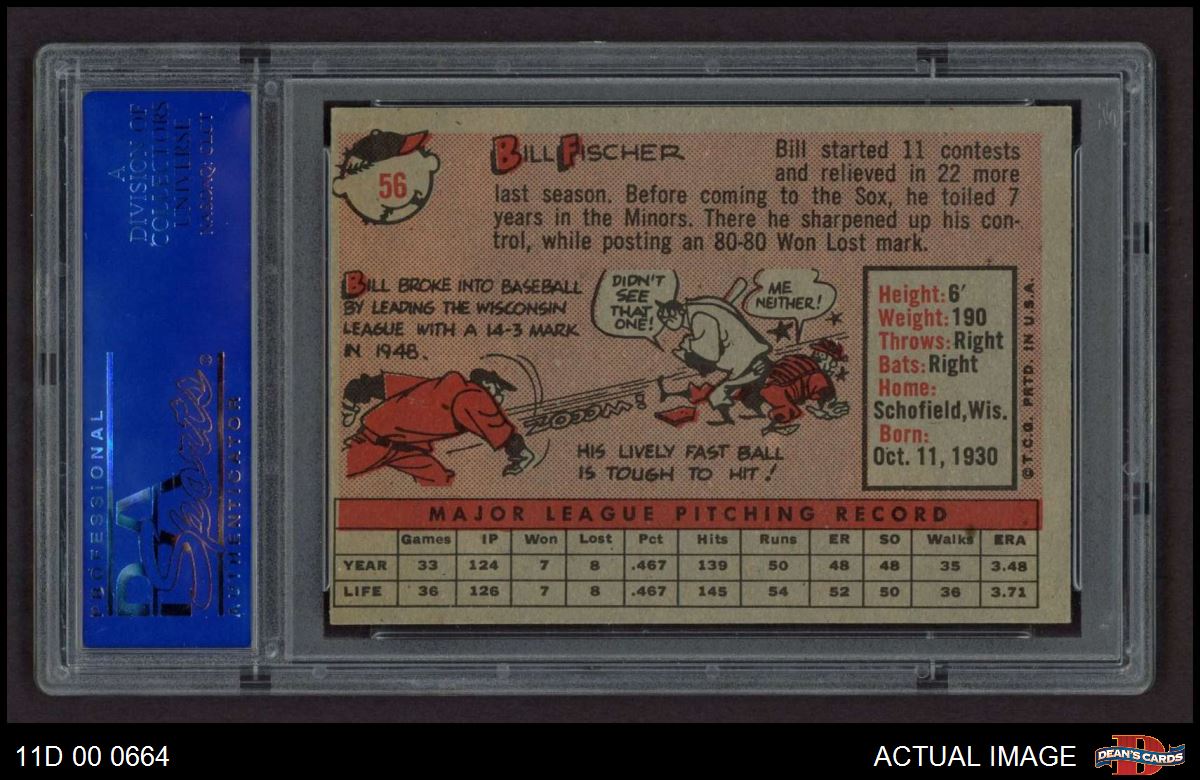 A
DIVISION OF
COLLECTORS
UNIVERSE
NASDAQ: CLCT
PROFESSIONAL
PSA
Sports ®
AUTHENTICATOR
56
BILL FISCHER
Bill started 11 contests
and relieved in 22 more
last season. Before coming to the Sox, he toiled 7
years in the Minors. There he sharpened up his con-
trol, while posting an 80-80 Won Lost mark.
BILL BROKE INTO BASEBALL
BY LEADING THE WISCONSIN
LEAGUE WITH A 14-3 MARK
IN 1948.
DIDN'T
SEE
THAT
ONE!
ME
NEITHER!
HIS LIVELY FAST BALL
IS TOUGH TO HIT!
Height: 6'
Weight: 190
Throws: Right
Bats: Right
Home:
Schofield, Wis.
Born:
Oct. 11, 1930
© T.C.G. PRTD. IN U.S.A.
MAJOR LEAGUE PITCHING RECORD
Games IP Won Lost Pct Hits Runs ER SO Walks ERA
YEAR 33 124 7 8 .467 139 50 48 48 35 3.48
LIFE 36 126 7 8 .467 145 54 52 50 36 3.71
11D 00 0664
ACTUAL IMAGE
DEAN'S CARDS